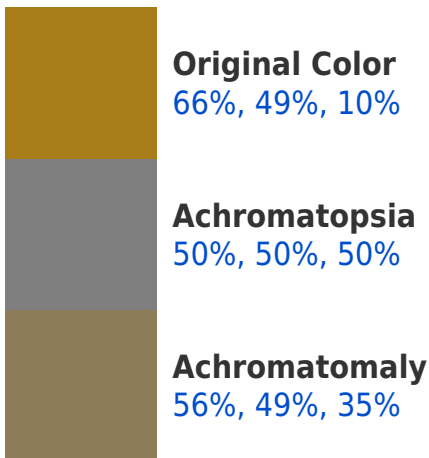 Original Color
66%, 49%, 10%
Achromatopsia
50%, 50%, 50%
Achromatomaly
56%, 49%, 35%